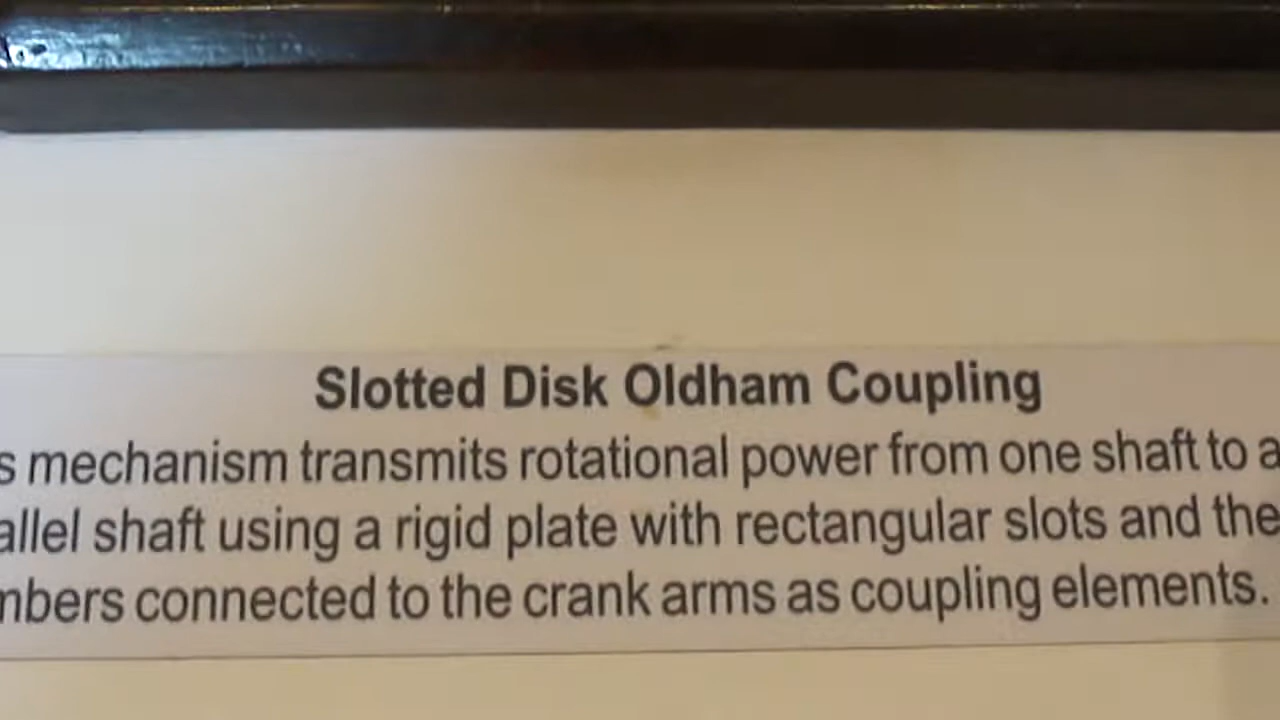 Slotted Disk Oldham Coupling
s mechanism transmits rotational power from one shaft to a
allel shaft using a rigid plate with rectangular slots and the
mbers connected to the crank arms as coupling elements.